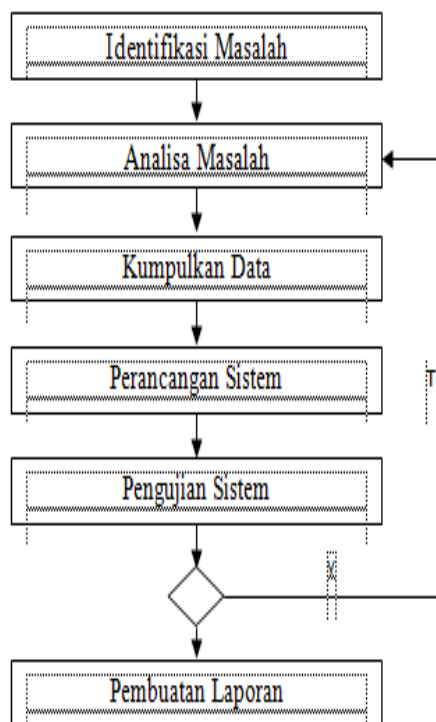 Identifikasi Masalah
Analisa Masalah
Kumpulkan Data
Perancangan Sistem
T
Pengujian Sistem
Y
Pembuatan Laporan